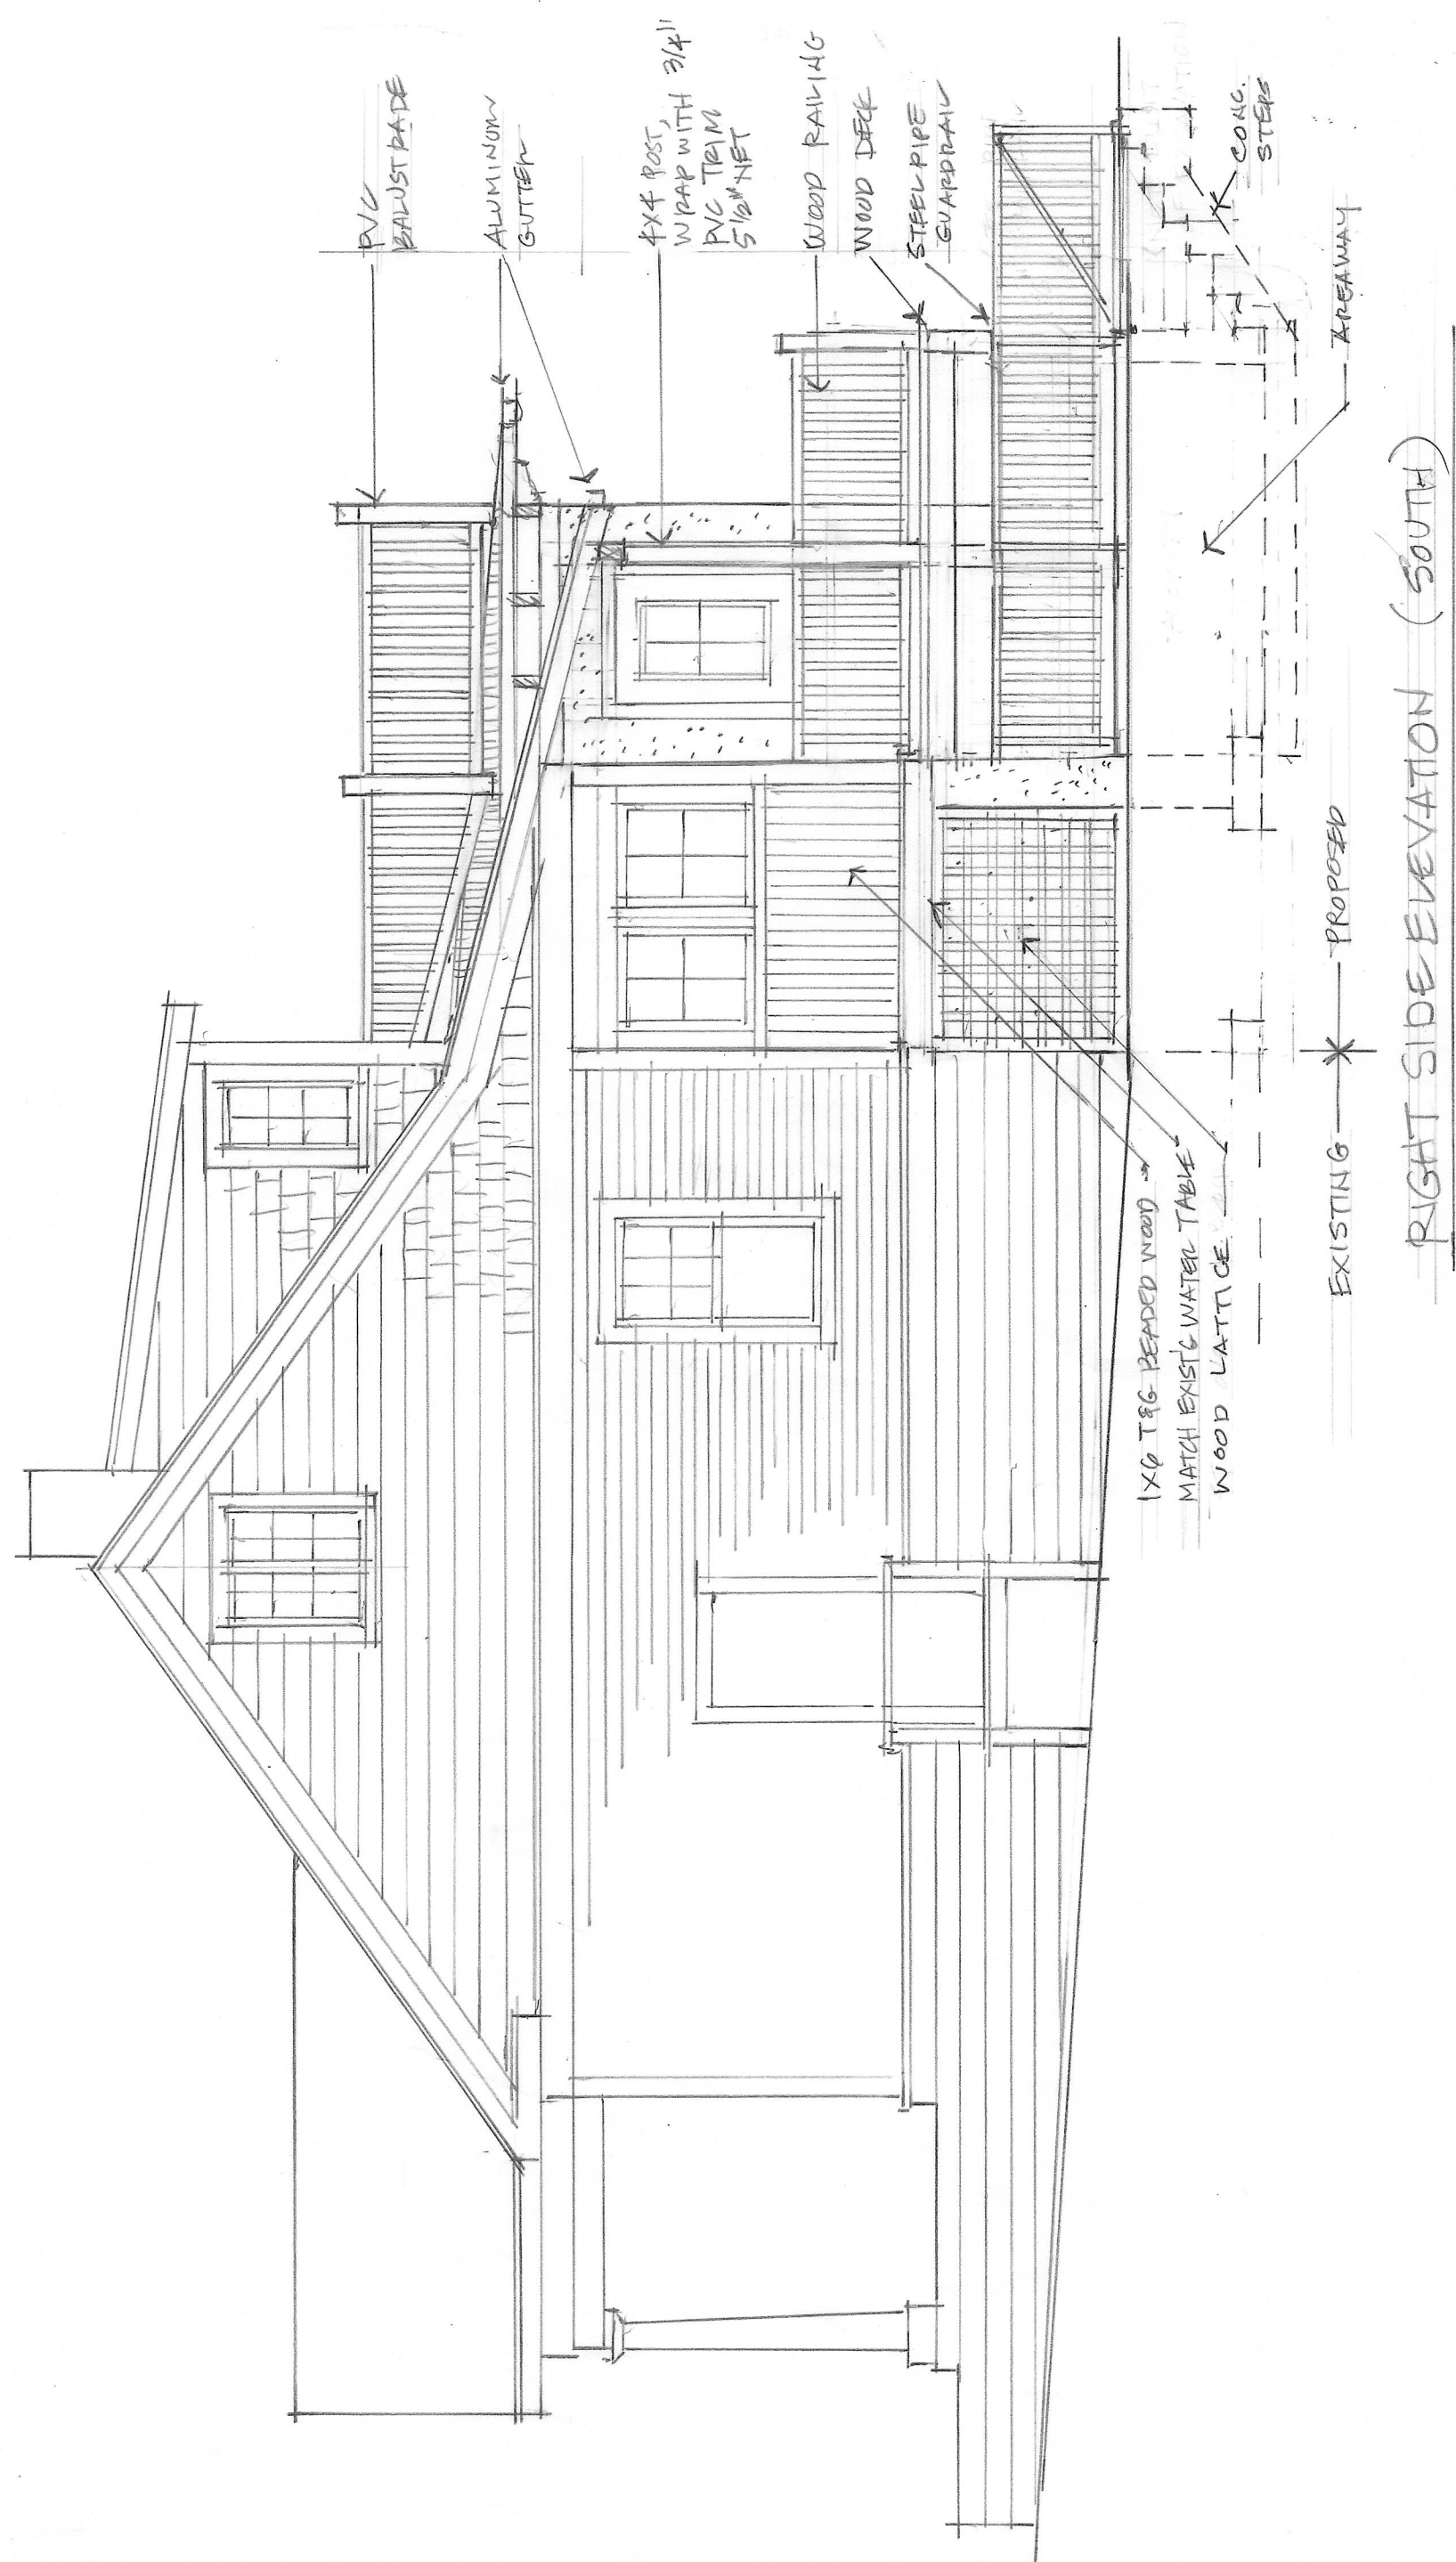 PVC
BALUSTRADE
ALUMINUM
GUTTER
4X4 POST,
WRAP WITH 3/4"
PVC TRIM
5 1/2" NET
WOOD RAILING
WOOD DECK
STEEL PIPE
GUARDRAIL
CONC.
STEPS
AREAWAY
1X6 T&G BEADED WOOD
MATCH EXIST'G WATER TABLE
WOOD LATTICE
EXISTING
PROPOZED
RIGHT SIDE ELEVATION (SOUTH)